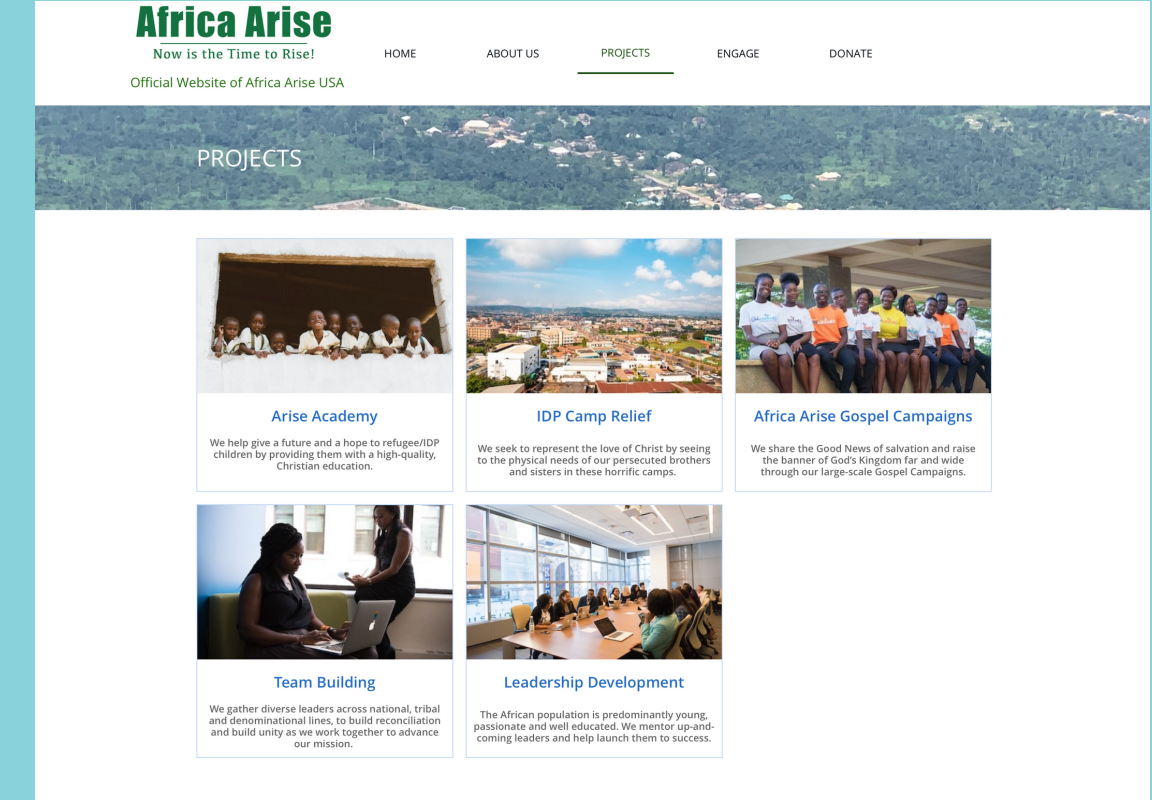 Africa Arise
Now is the Time to Rise!
Official Website of Africa Arise USA
HOME
ABOUT US
PROJECTS
ENGAGE
DONATE
PROJECTS
Arise Academy
We help give a future and a hope to refugee/IDP
children by providing them with a high-quality,
Christian education.
IDP Camp Relief
We seek to represent the love of Christ by seeing
to the physical needs of our persecuted brothers
and sisters in these horrific camps.
Africa Arise Gospel Campaigns
We share the Good News of salvation and raise
the banner of God's Kingdom far and wide
through our large-scale Gospel Campaigns.
Team Building
We gather diverse leaders across national, tribal
and denominational lines, to build reconciliation
and build unity as we work together to advance
our mission.
Leadership Development
The African population is predominantly young,
passionate and well educated. We mentor up-and-
coming leaders and help launch them to success.